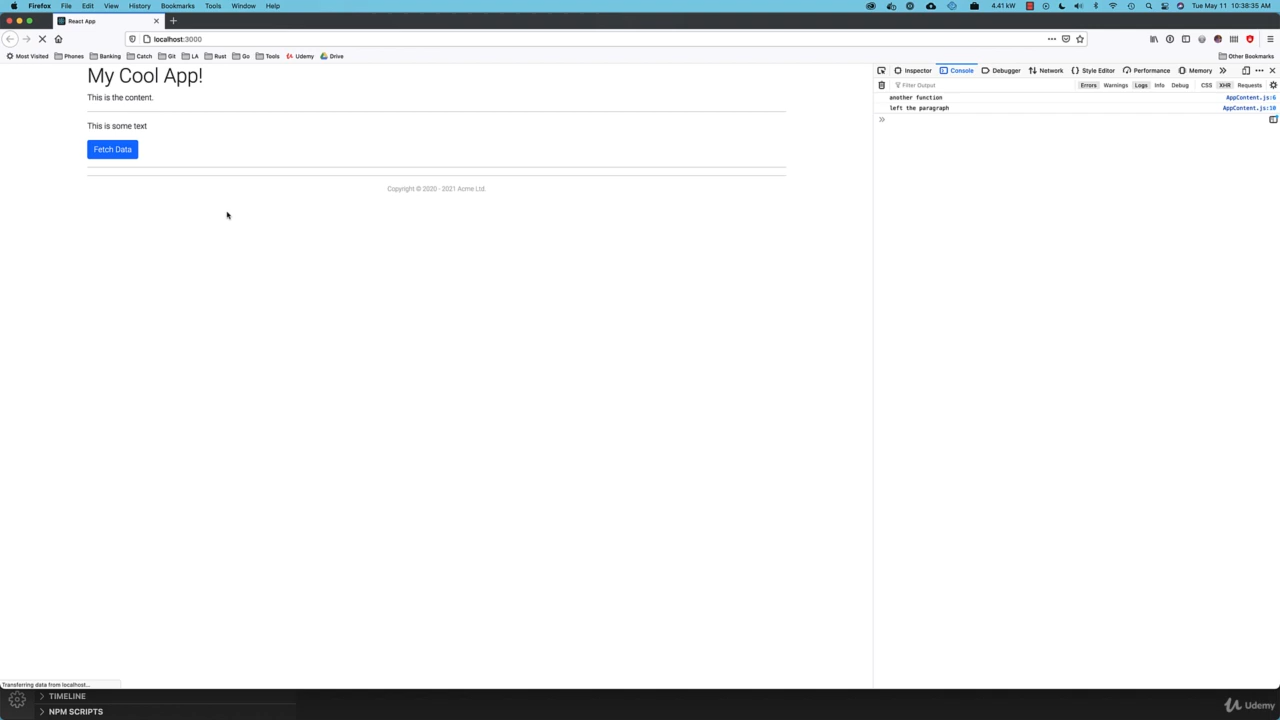 Firefox File Edit View History Bookmarks Tools Window Help 4.41 kW Tue May 11 10:38:35 AM
React App
localhost:3000
Most Visited Phones Banking Catch Git LA Rust Go Tools Udemy Drive Other Bookmarks
My Cool App!
This is the content.
This is some text
Fetch Data
Copyright © 2020 - 2021 Acme Ltd.
Inspector Console Debugger Network Style Editor Performance Memory
Filter Output Errors Warnings Logs Info Debug CSS XHR Requests
another function AppContent.js:6
left the paragraph AppContent.js:10
Transferring data from localhost...
TIMELINE
NPM SCRIPTS
Udemy